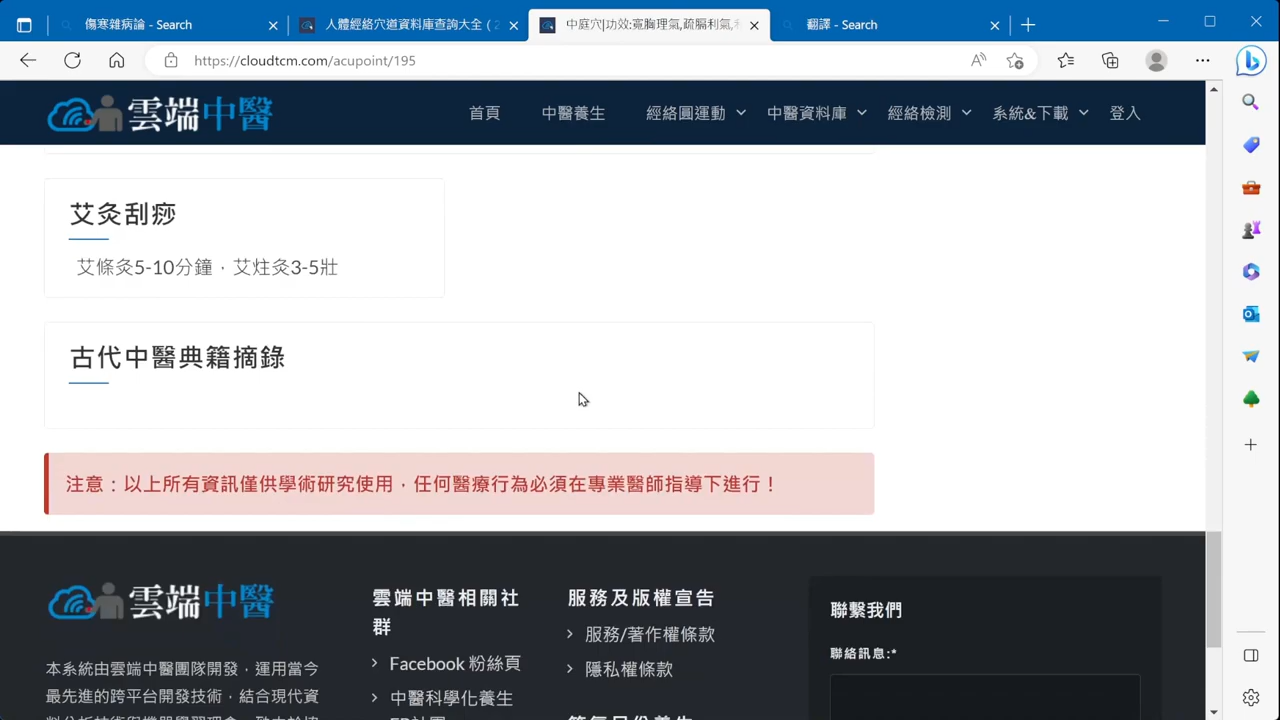 傷寒雜病論 - Search
人體經絡穴道資料庫查詢大全 ( 2
中庭穴|功效:寬胸理氣,疏膈利氣,
翻譯 - Search
https://cloudtcm.com/acupoint/195
雲端中醫
首頁
中醫養生
經絡圓運動
中醫資料庫
經絡檢測
系統&下載
登入
艾灸刮痧
艾條灸5-10分鐘，艾炷灸3-5壯
古代中醫典籍摘錄
注意：以上所有資訊僅供學術研究使用，任何醫療行為必須在專業醫師指導下進行！
雲端中醫
本系統由雲端中醫團隊開發，運用當今
最先進的跨平台開發技術，結合現代資
雲端中醫相關社
群
Facebook 粉絲頁
中醫科學化養生
服務及版權宣告
服務/著作權條款
隱私權條款
聯繫我們
聯絡訊息:*